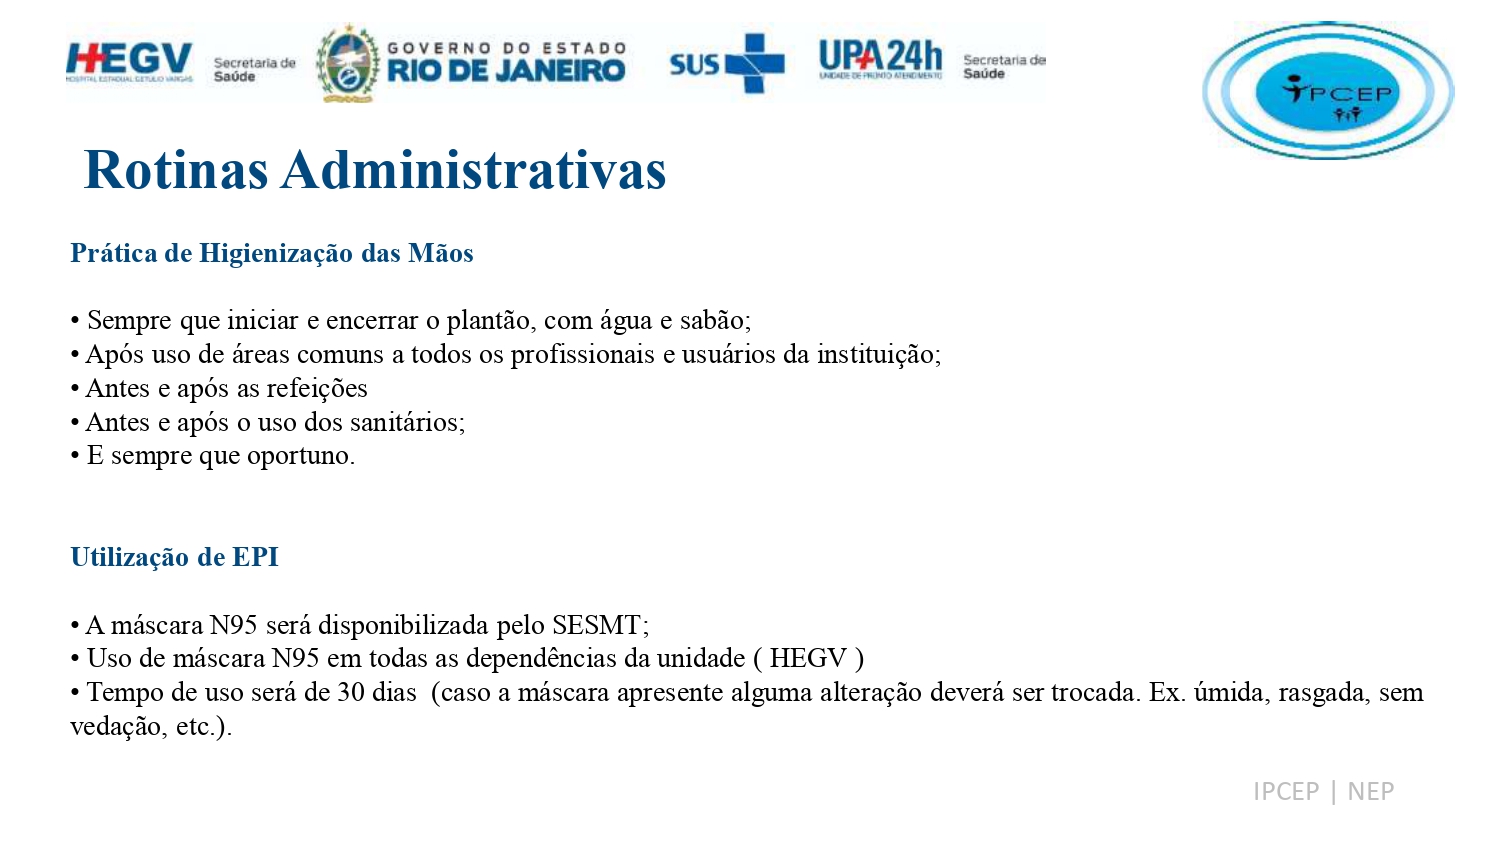 HEGV
HOSPITAL ESTADUAL GETULIO VARGAS
Secretaria de
Saúde
GOVERNO DO ESTADO
RIO DE JANEIRO
SUS
UPA 24h
UNIDADE DE PRONTO ATENDIMENTO
Secretaria de
Saúde
IPCEP
Rotinas Administrativas
Prática de Higienização das Mãos
• Sempre que iniciar e encerrar o plantão, com água e sabão;
• Após uso de áreas comuns a todos os profissionais e usuários da instituição;
• Antes e após as refeições
• Antes e após o uso dos sanitários;
• E sempre que oportuno.
Utilização de EPI
• A máscara N95 será disponibilizada pelo SESMT;
• Uso de máscara N95 em todas as dependências da unidade ( HEGV )
• Tempo de uso será de 30 dias  (caso a máscara apresente alguma alteração deverá ser trocada. Ex. úmida, rasgada, sem
vedação, etc.).
IPCEP | NEP